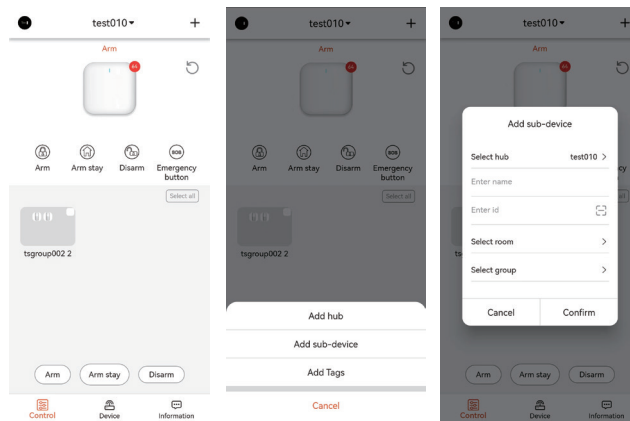 test010
+
Arm
Arm
Arm stay
Disarm
SOS
Emergency
button
Select all
tsgroup002 2
Arm
Arm stay
Disarm
Control
Device
Information
test010
+
Arm
Arm
Arm stay
Disarm
SOS
Emergency
button
Select all
tsgroup002 2
Add hub
Add sub-device
Add Tags
Cancel
test010
+
Arm
Add sub-device
Select hub
test010 >
Enter name
Enter id
Select room >
Select group >
Cancel
Confirm
Arm
Arm stay
Disarm
Control
Device
Information